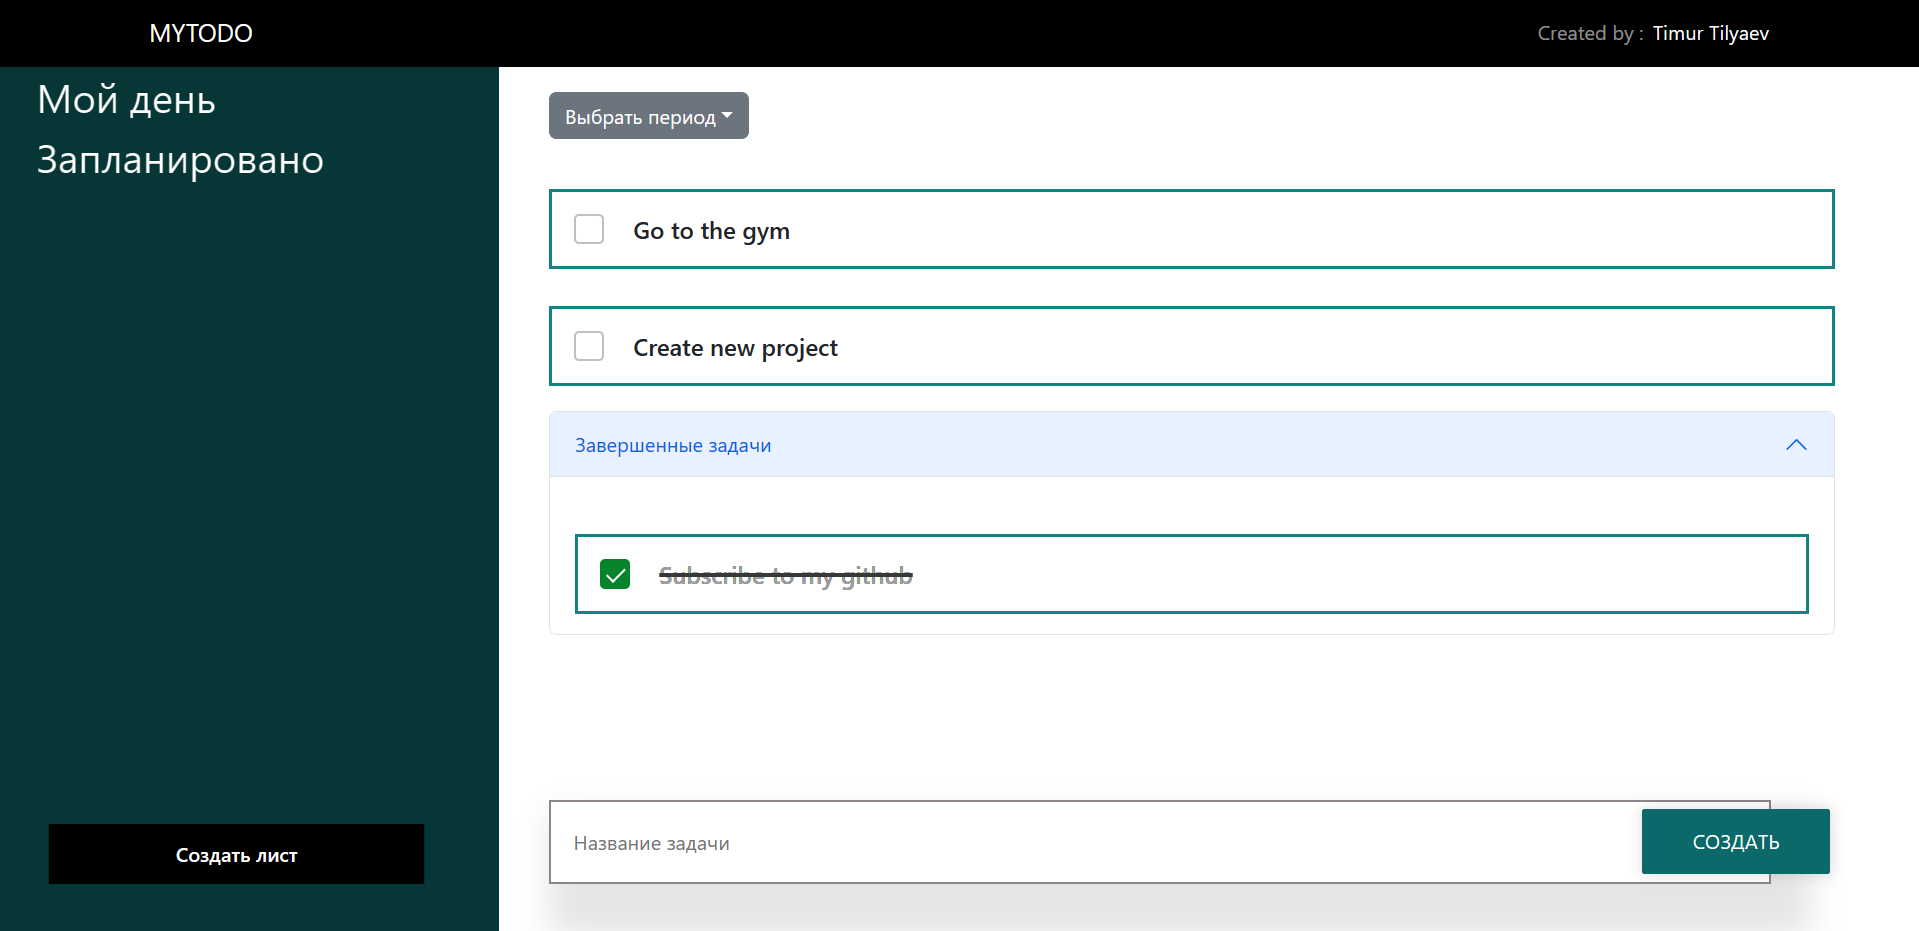 MYTODO
Created by : Timur Tilyaev
Мой день
Запланировано
Выбрать период
Go to the gym
Create new project
Завершенные задачи
Subscribe to my github
Название задачи
СОЗДАТЬ
Создать лист